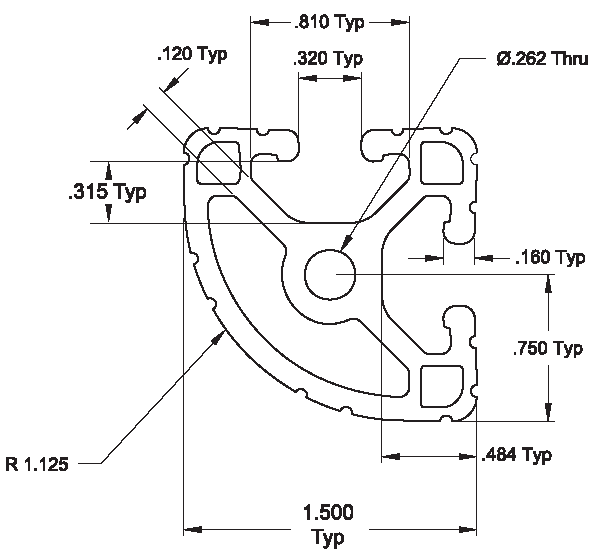 .810 Typ
.120 Typ
.320 Typ
Ø.262 Thru
.315 Typ
.160 Typ
.750 Typ
R 1.125
.484 Typ
1.500
Typ